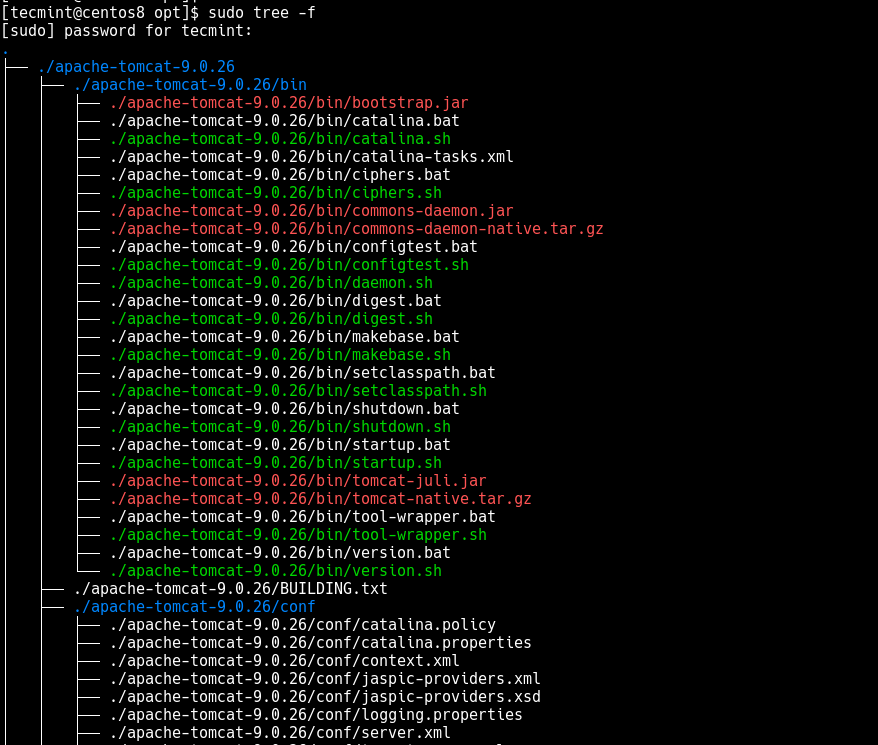 [tecmint@centos8 opt]$ sudo tree -f
[sudo] password for tecmint:
.
├── ./apache-tomcat-9.0.26
│   ├── ./apache-tomcat-9.0.26/bin
│   │   ├── ./apache-tomcat-9.0.26/bin/bootstrap.jar
│   │   ├── ./apache-tomcat-9.0.26/bin/catalina.bat
│   │   ├── ./apache-tomcat-9.0.26/bin/catalina.sh
│   │   ├── ./apache-tomcat-9.0.26/bin/catalina-tasks.xml
│   │   ├── ./apache-tomcat-9.0.26/bin/ciphers.bat
│   │   ├── ./apache-tomcat-9.0.26/bin/ciphers.sh
│   │   ├── ./apache-tomcat-9.0.26/bin/commons-daemon.jar
│   │   ├── ./apache-tomcat-9.0.26/bin/commons-daemon-native.tar.gz
│   │   ├── ./apache-tomcat-9.0.26/bin/configtest.bat
│   │   ├── ./apache-tomcat-9.0.26/bin/configtest.sh
│   │   ├── ./apache-tomcat-9.0.26/bin/daemon.sh
│   │   ├── ./apache-tomcat-9.0.26/bin/digest.bat
│   │   ├── ./apache-tomcat-9.0.26/bin/digest.sh
│   │   ├── ./apache-tomcat-9.0.26/bin/makebase.bat
│   │   ├── ./apache-tomcat-9.0.26/bin/makebase.sh
│   │   ├── ./apache-tomcat-9.0.26/bin/setclasspath.bat
│   │   ├── ./apache-tomcat-9.0.26/bin/setclasspath.sh
│   │   ├── ./apache-tomcat-9.0.26/bin/shutdown.bat
│   │   ├── ./apache-tomcat-9.0.26/bin/shutdown.sh
│   │   ├── ./apache-tomcat-9.0.26/bin/startup.bat
│   │   ├── ./apache-tomcat-9.0.26/bin/startup.sh
│   │   ├── ./apache-tomcat-9.0.26/bin/tomcat-juli.jar
│   │   ├── ./apache-tomcat-9.0.26/bin/tomcat-native.tar.gz
│   │   ├── ./apache-tomcat-9.0.26/bin/tool-wrapper.bat
│   │   ├── ./apache-tomcat-9.0.26/bin/tool-wrapper.sh
│   │   ├── ./apache-tomcat-9.0.26/bin/version.bat
│   │   └── ./apache-tomcat-9.0.26/bin/version.sh
│   ├── ./apache-tomcat-9.0.26/BUILDING.txt
│   ├── ./apache-tomcat-9.0.26/conf
│   │   ├── ./apache-tomcat-9.0.26/conf/catalina.policy
│   │   ├── ./apache-tomcat-9.0.26/conf/catalina.properties
│   │   ├── ./apache-tomcat-9.0.26/conf/context.xml
│   │   ├── ./apache-tomcat-9.0.26/conf/jaspic-providers.xml
│   │   ├── ./apache-tomcat-9.0.26/conf/jaspic-providers.xsd
│   │   ├── ./apache-tomcat-9.0.26/conf/logging.properties
│   │   ├── ./apache-tomcat-9.0.26/conf/server.xml